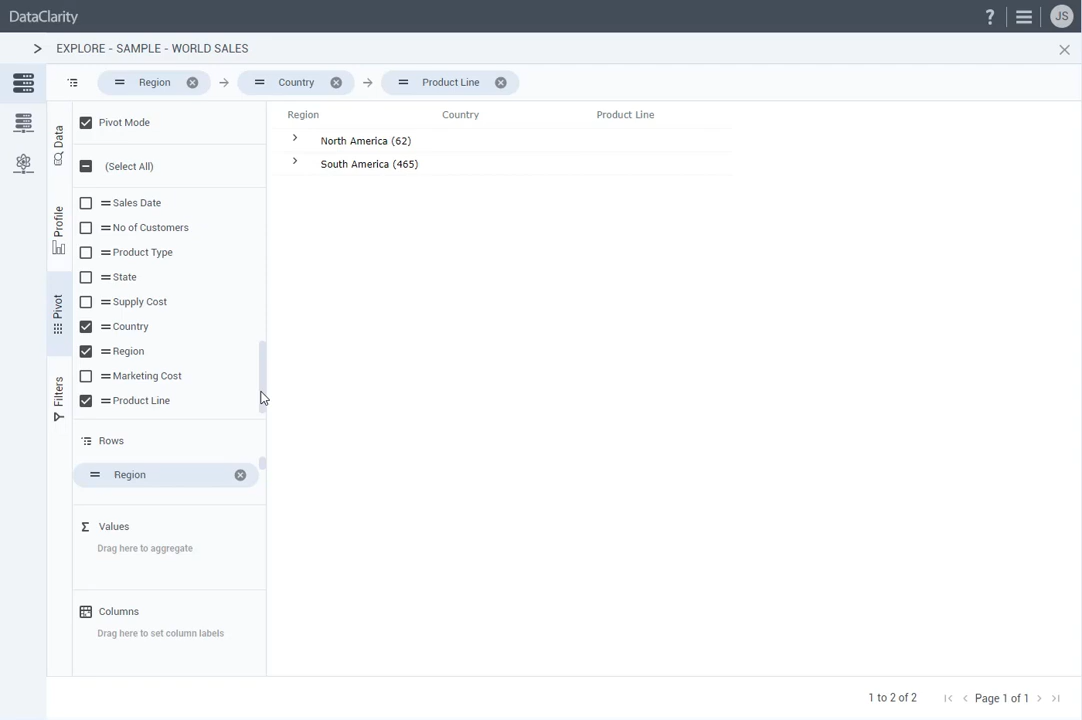 DataClarity
?
JS
EXPLORE - SAMPLE - WORLD SALES
Region
Country
Product Line
Data
Profile
Pivot
Filters
Pivot Mode
(Select All)
Sales Date
No of Customers
Product Type
State
Supply Cost
Country
Region
Marketing Cost
Product Line
Rows
Region
Σ Values
Drag here to aggregate
Columns
Drag here to set column labels
Region Country Product Line
North America (62)
South America (465)
1 to 2 of 2 Page 1 of 1